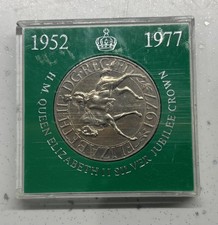 1952 1977
H.M. QUEEN ELIZABETH II SILVER JUBILEE CROWN